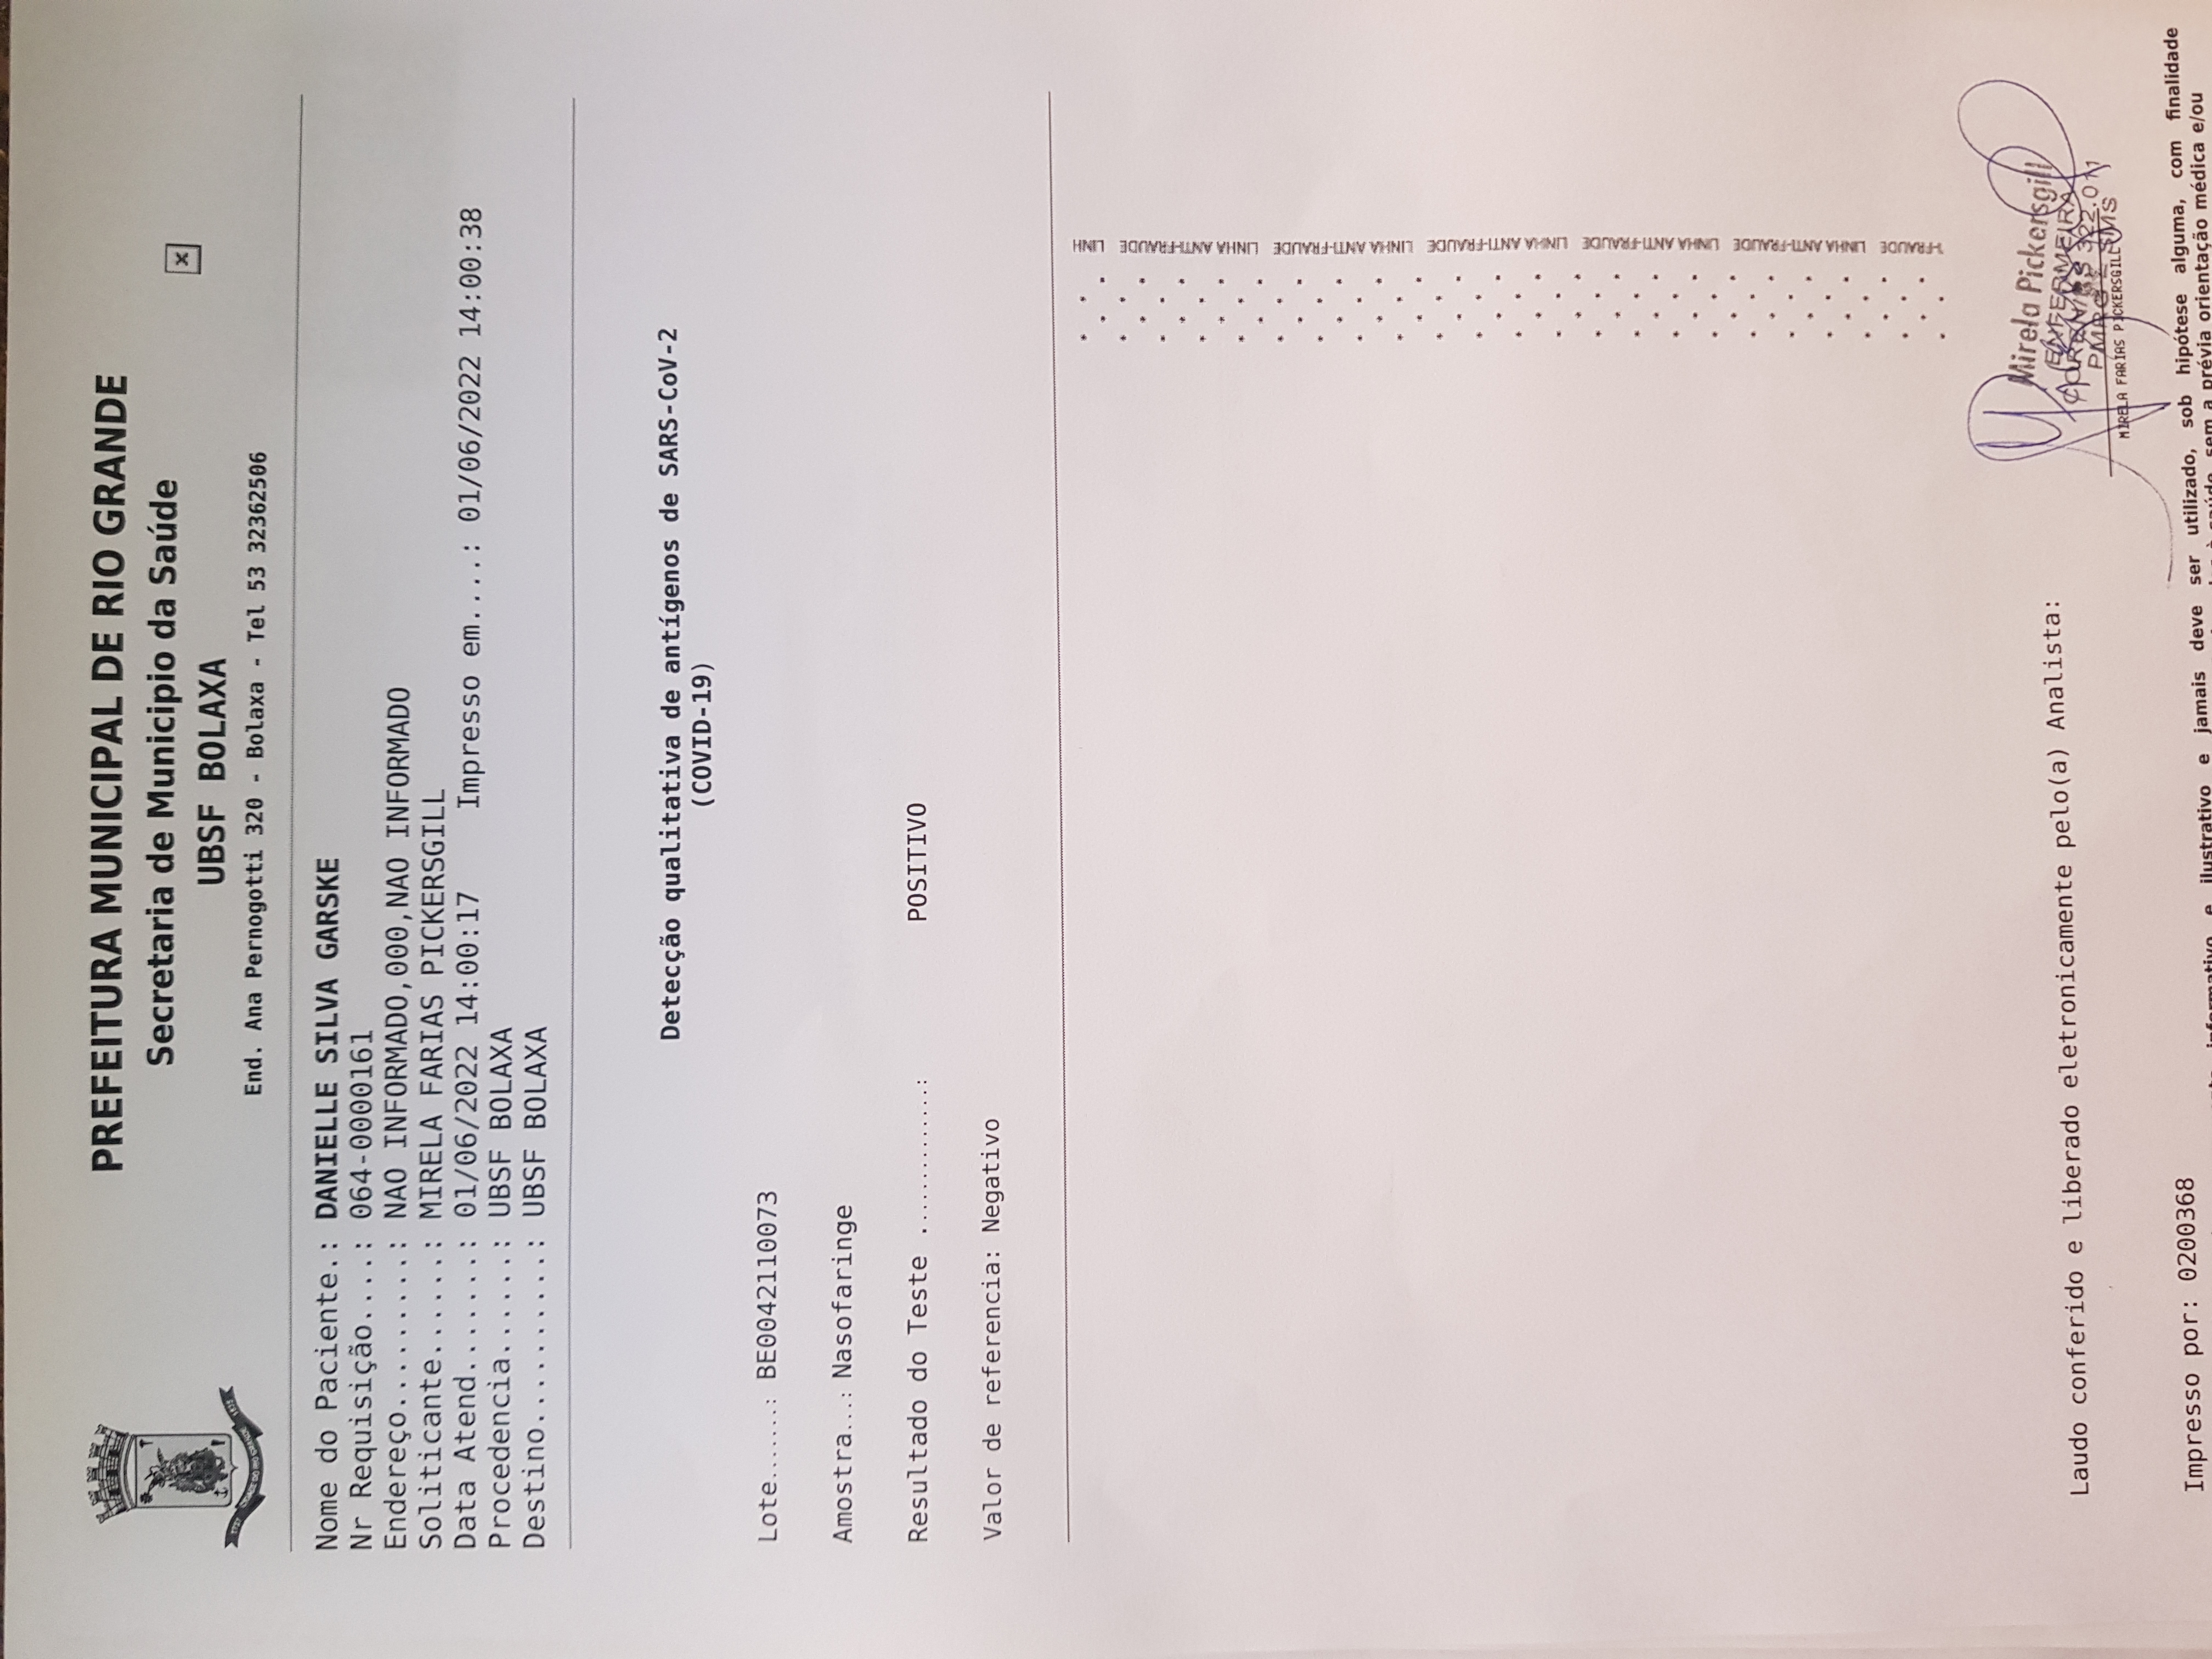 PREFEITURA MUNICIPAL DE RIO GRANDE
Secretaria de Municipio da Saúde
UBSF BOLAXA
End. Ana Pernogotti 320 - Bolaxa - Tel 53 32362506
1737 CIDADE DO RIO GRANDE 1835
Nome do Paciente.: DANIELLE SILVA GARSKE
Nr Requisição....: 064-0000161
Endereço.........: NAO INFORMADO,000,NAO INFORMADO
Soliticante......: MIRELA FARIAS PICKERSGILL
Data Atend.......: 01/06/2022 14:00:17 Impresso em....: 01/06/2022 14:00:38
Procedencia......: UBSF BOLAXA
Destino..........: UBSF BOLAXA
Detecção qualitativa de antígenos de SARS-CoV-2
(COVID-19)
Lote.......: BE0042110073
Amostra...: Nasofaringe
Resultado do Teste ..............: POSITIVO
Valor de referencia: Negativo
I-FRAUDE LINHA ANTI-FRAUDE LINHA ANTI-FRAUDE LINHA ANTI-FRAUDE LINHA ANTI-FRAUDE LINHA ANTI-FRAUDE LINH
Laudo conferido e liberado eletronicamente pelo(a) Analista:
Mirela Pickersgill
ENFERMEIRA
COREN/RS 322.011
PMRG - SMS
MIRELA FARIAS PICKERSGILL
Impresso por: 0200368
informativo e ilustrativo e jamais deve ser utilizado, sob hipótese alguma, com finalidade
saúde, sem a prévia orientação médica e/ou